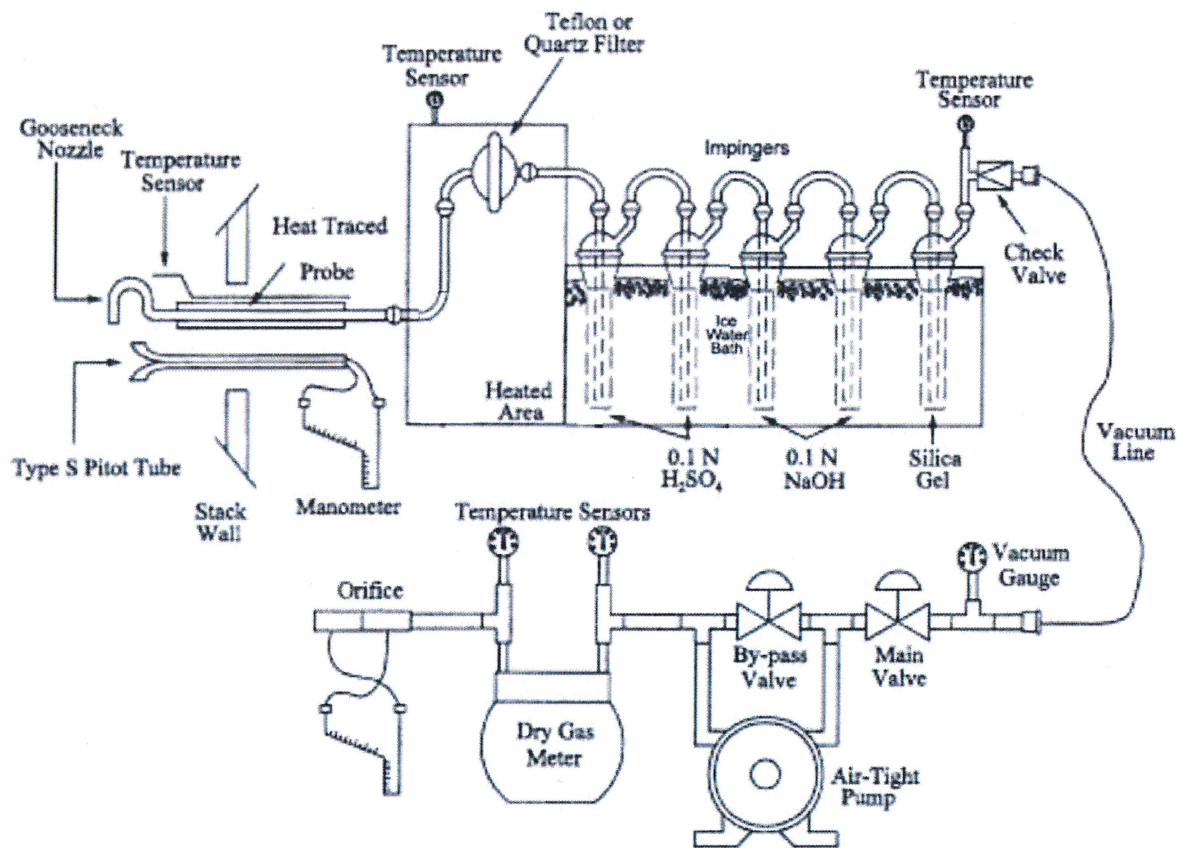 Teflon or
Quartz Filter
Temperature
Sensor
Temperature
Sensor
Gooseneck
Nozzle
Temperature
Sensor
Impingers
Heat Traced
Probe
Check
Valve
Ice
Water
Bath
Heated
Area
Type S Pitot Tube
Stack
Wall
Manometer
0.1 N
H₂SO₄
0.1 N
NaOH
Silica
Gel
Vacuum
Line
Temperature Sensors
Vacuum
Gauge
Orifice
By-pass
Valve
Main
Valve
Dry Gas
Meter
Air-Tight
Pump